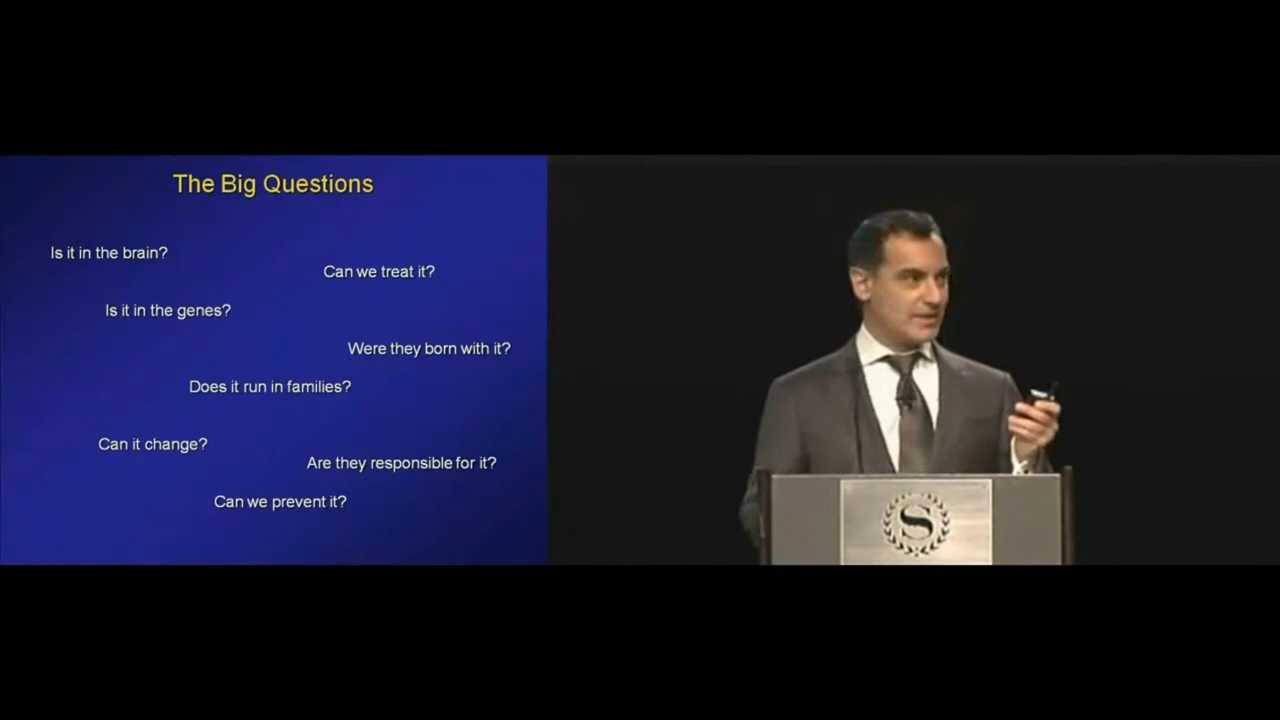 The Big Questions
Is it in the brain?
Can we treat it?
Is it in the genes?
Were they born with it?
Does it run in families?
Can it change?
Are they responsible for it?
Can we prevent it?
S